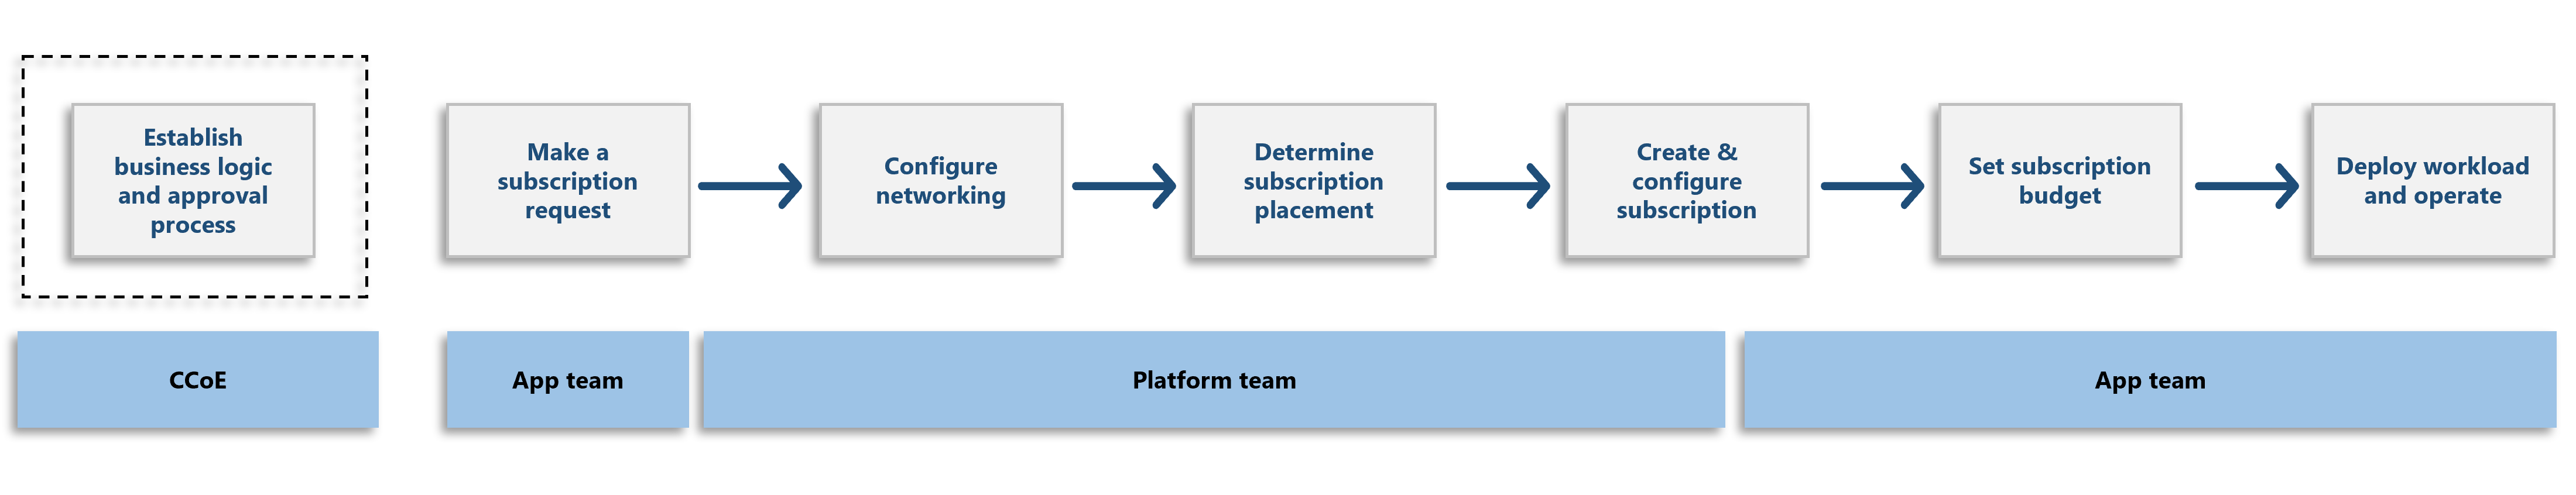 Establish
business logic
and approval
process
Make a
subscription
request
Configure
networking
Determine
subscription
placement
Create &
configure
subscription
Set subscription
budget
Deploy workload
and operate
CCoE
App team
Platform team
App team